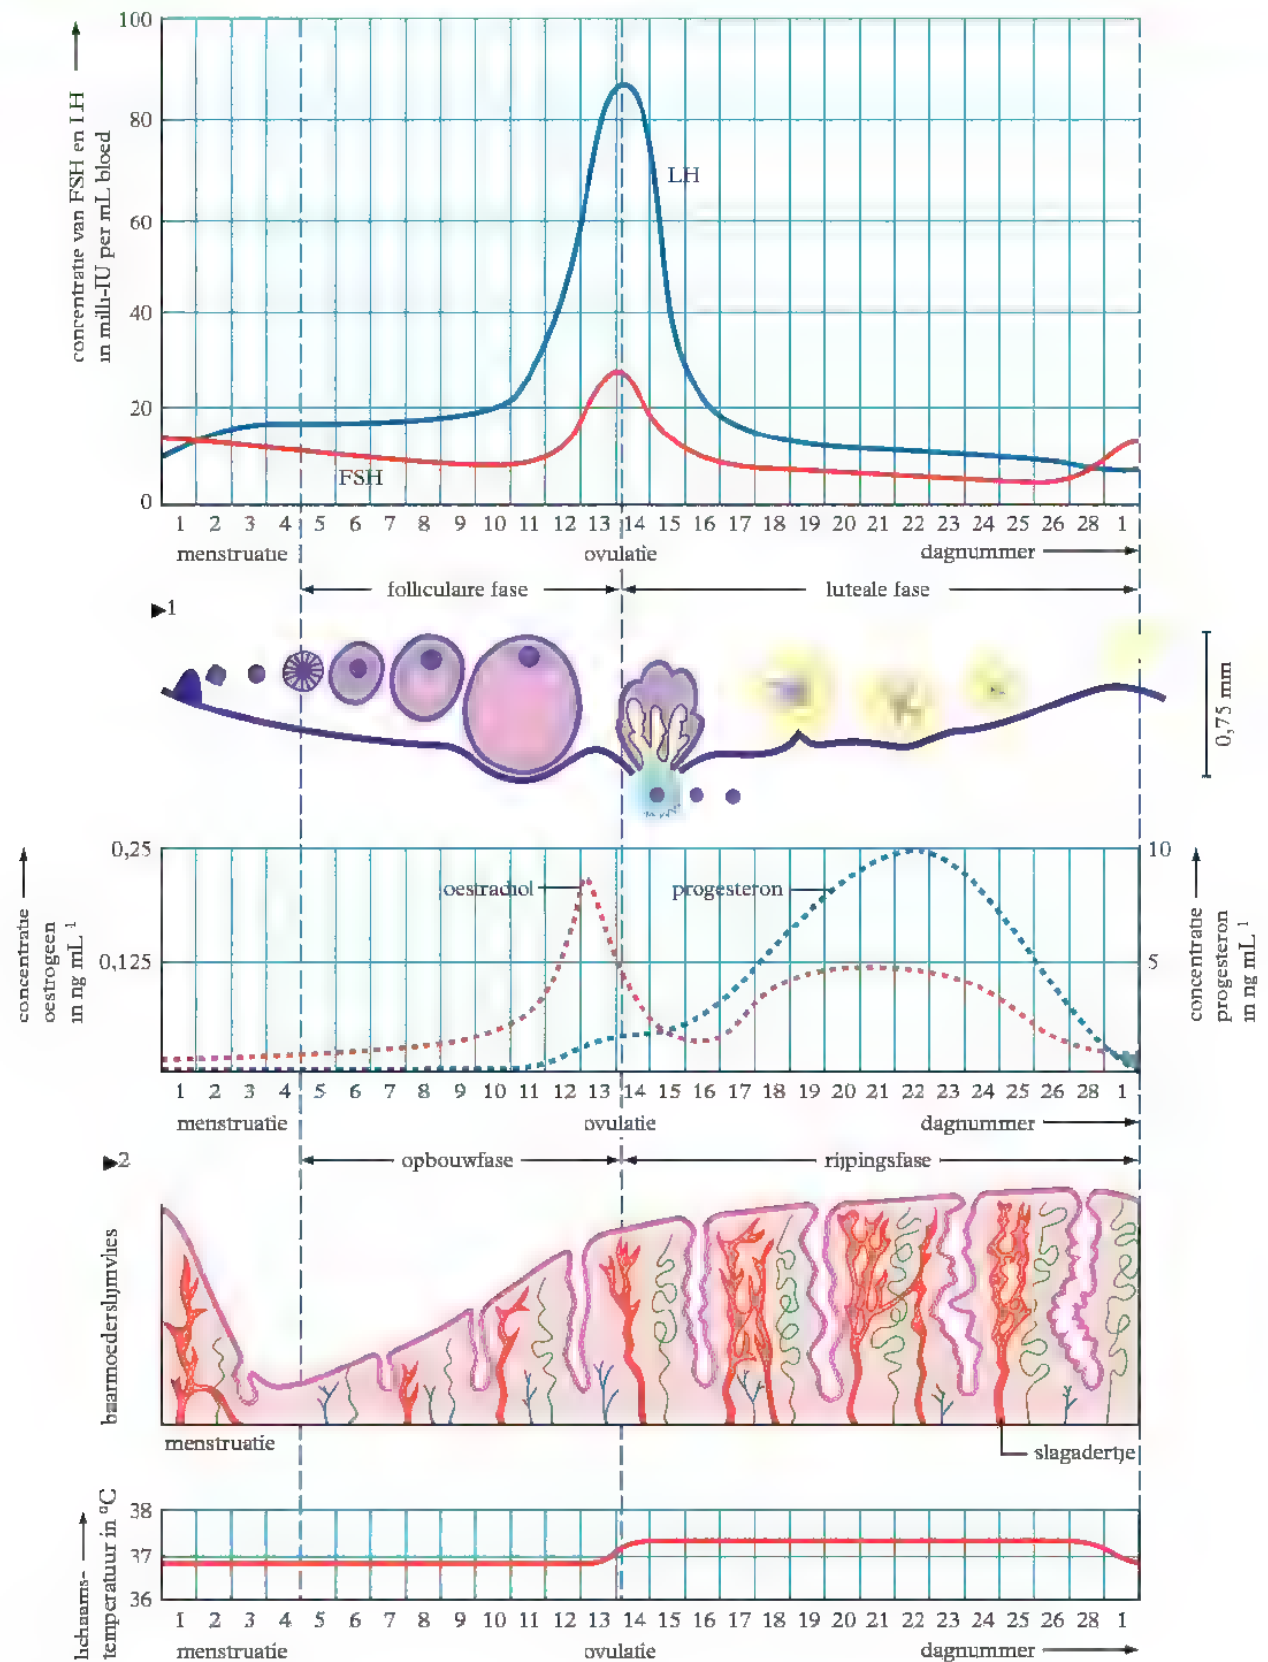 concentratie van FSH en LH
in milli-IU per mL bloed
100
80
60
40
20
0
LH
FSH
1 2 3 4 5 6 7 8 9 10 11 12 13 14 15 16 17 18 19 20 21 22 23 24 25 26 28 1
menstruatie ovulatie dagnummer
folliculaire fase luteale fase
►1
0,75 mm
concentratie
oestrogeen
in ng mL 1
0,25
0,125
oestradiol
progesteron
10
5
concentratie
progesteron
in ng mL 1
1 2 3 4 5 6 7 8 9 10 11 12 13 14 15 16 17 18 19 20 21 22 23 24 25 26 28 1
menstruatie ovulatie dagnummer
►2
opbouwfase rijpingsfase
baarmoederslijmvlies
menstruatie
slagadertje
lichaams-
temperatuur in °C
38
37
36
1 2 3 4 5 6 7 8 9 10 11 12 13 14 15 16 17 18 19 20 21 22 23 24 25 26 28 1
menstruatie ovulatie dagnummer